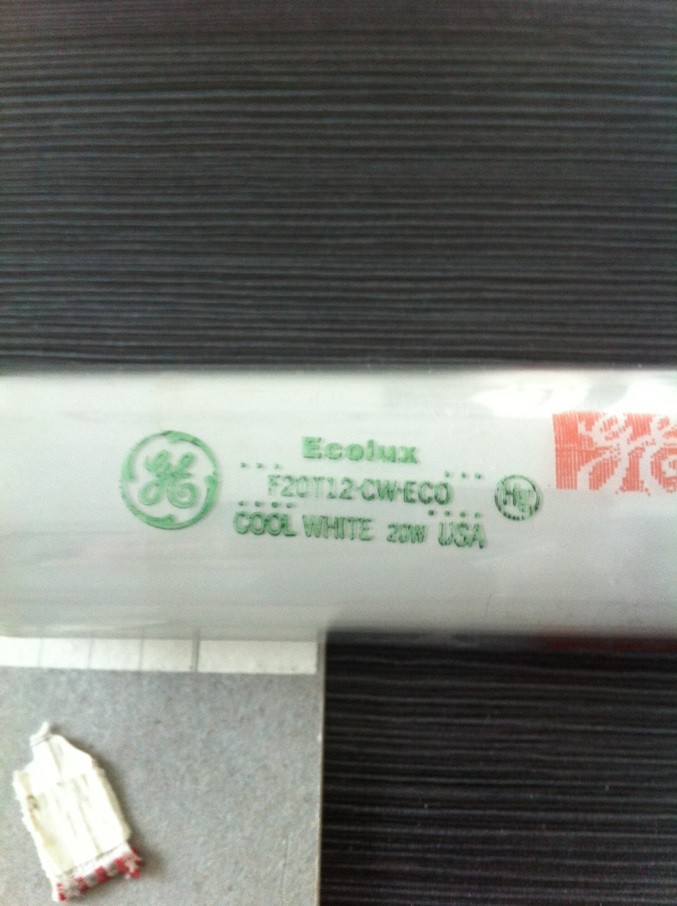 GE
Ecolux
F20T12·CW·ECO
Hg
COOL WHITE 20W USA